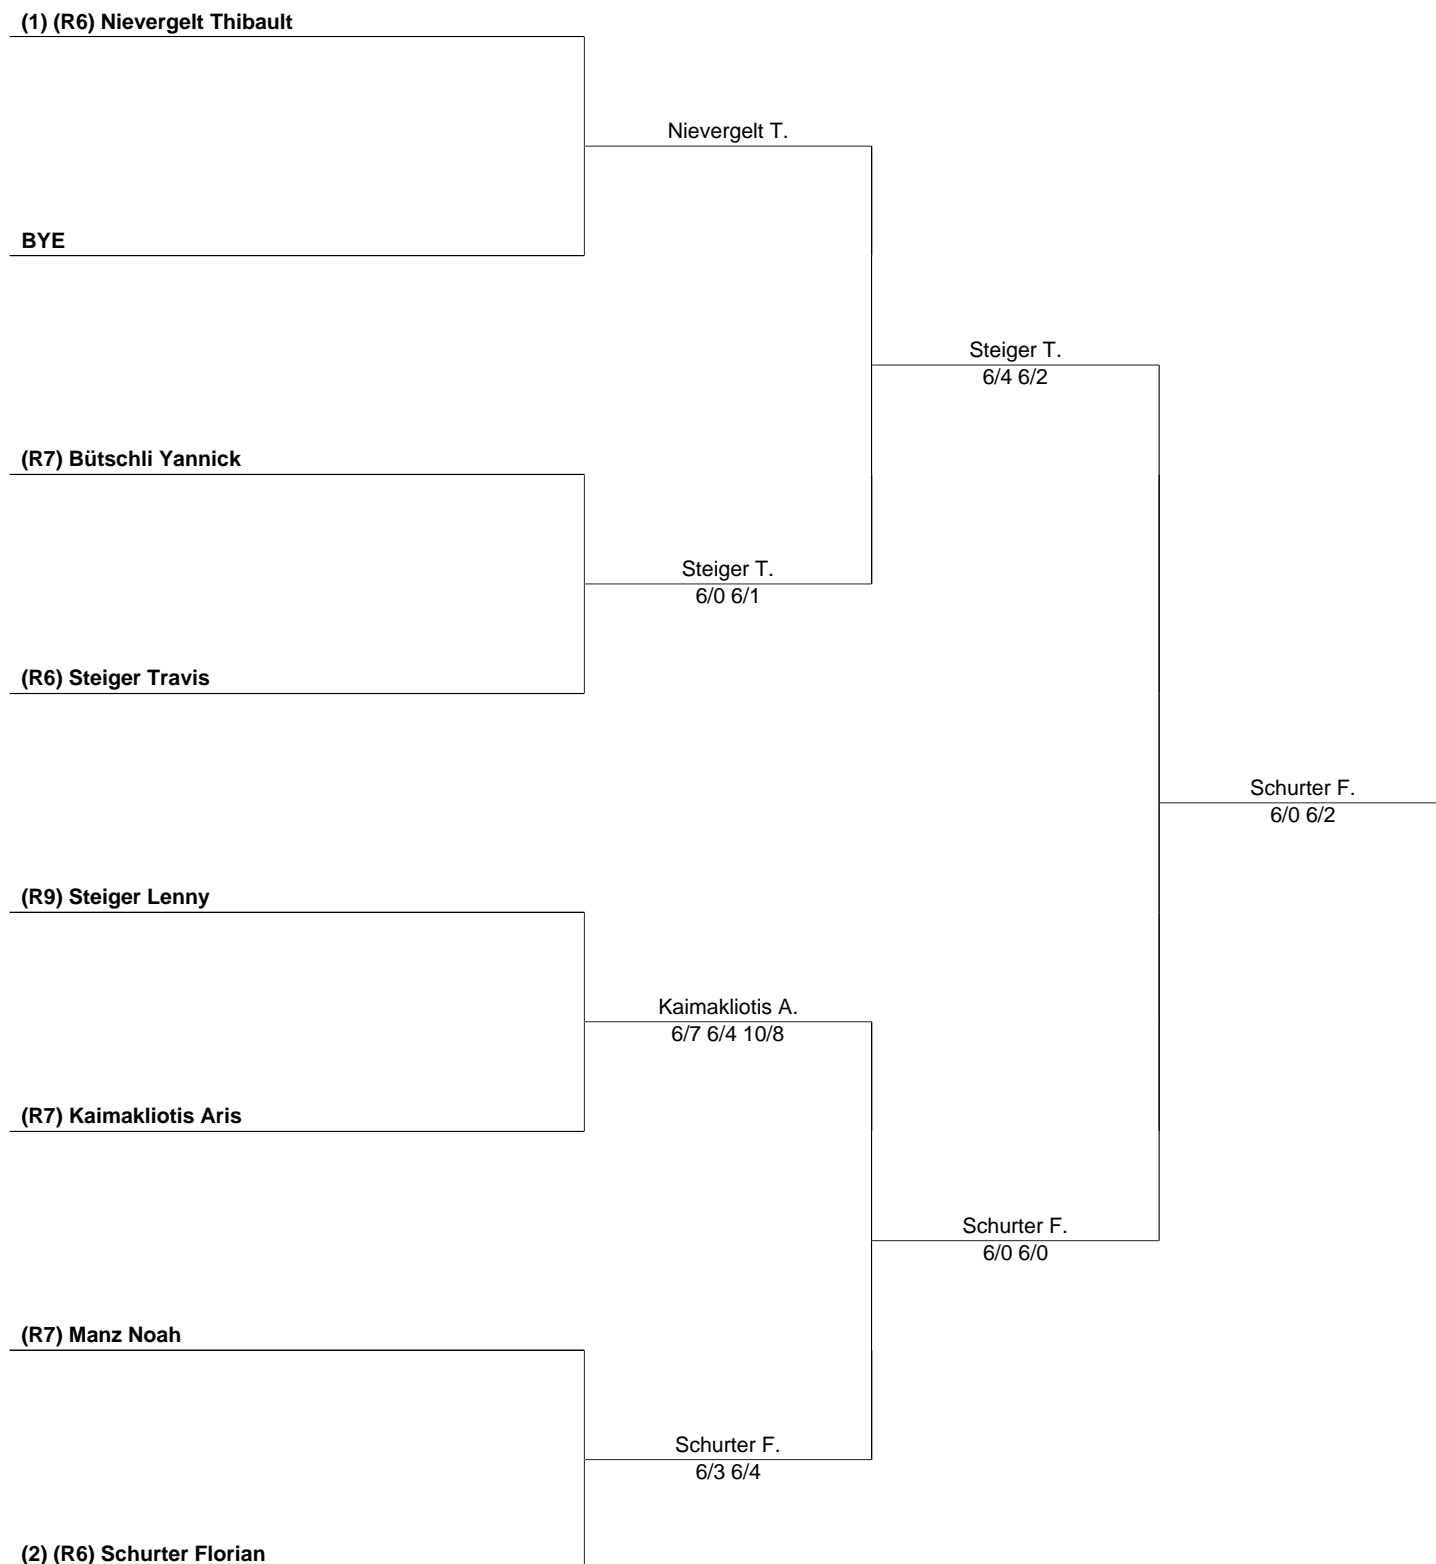 (1) (R6) Nievergelt Thibault
Nievergelt T.
BYE
Steiger T.
6/4 6/2
(R7) Bütschli Yannick
Steiger T.
6/0 6/1
(R6) Steiger Travis
Schurter F.
6/0 6/2
(R9) Steiger Lenny
Kaimakliotis A.
6/7 6/4 10/8
(R7) Kaimakliotis Aris
Schurter F.
6/0 6/0
(R7) Manz Noah
Schurter F.
6/3 6/4
(2) (R6) Schurter Florian